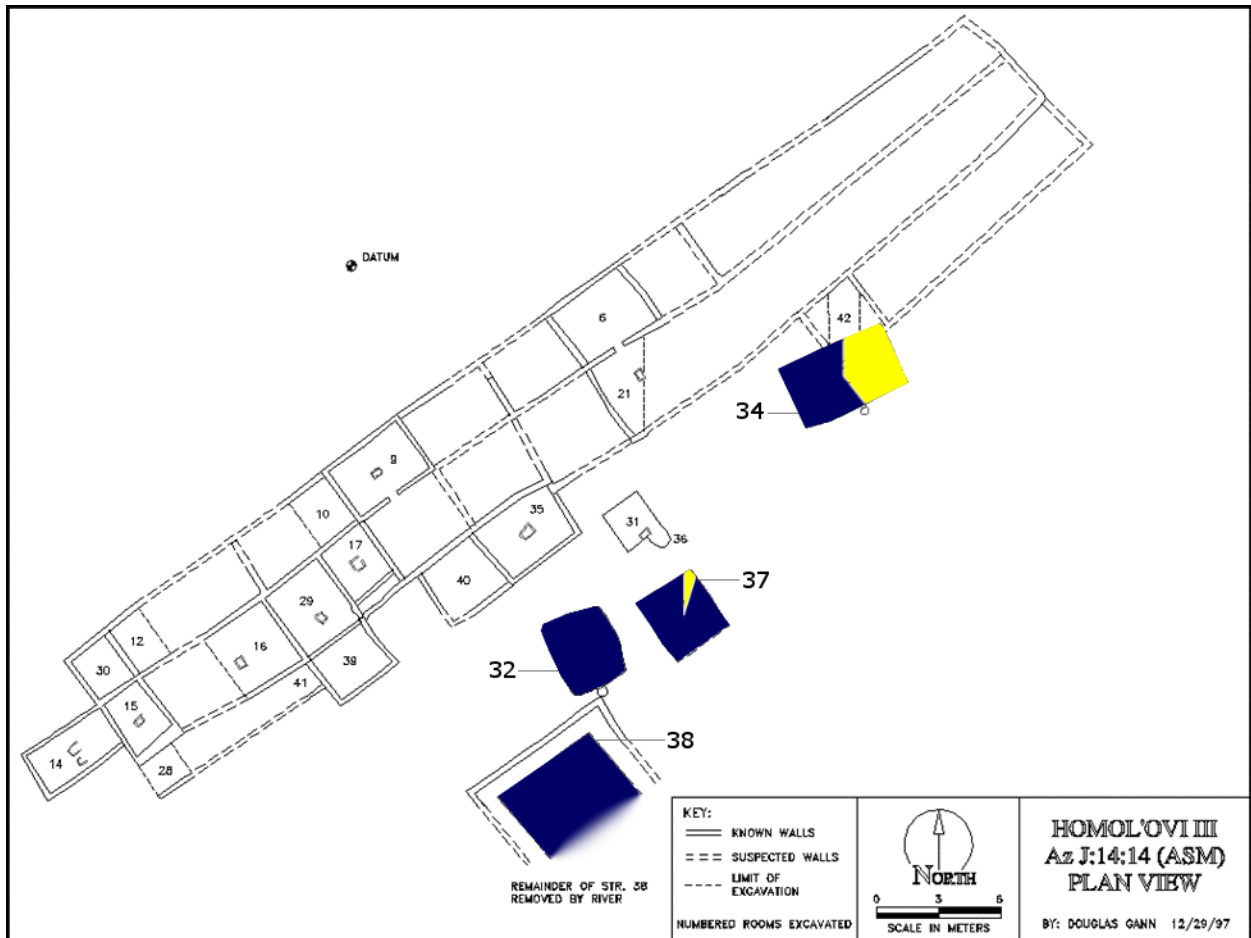 DATUM
6
42
21
34
9
10
35
31
17
36
40
37
29
12
16
39
30
32
41
15
38
14
28
REMAINDER OF STR. 38
REMOVED BY RIVER
KEY:
KNOWN WALLS
SUSPECTED WALLS
LIMIT OF
EXCAVATION
NUMBERED ROOMS EXCAVATED
NORTH
0 3 6
SCALE IN METERS
HOMOL'OVI III
Az J:14:14 (ASM)
PLAN VIEW
BY: DOUGLAS GANN 12/29/97